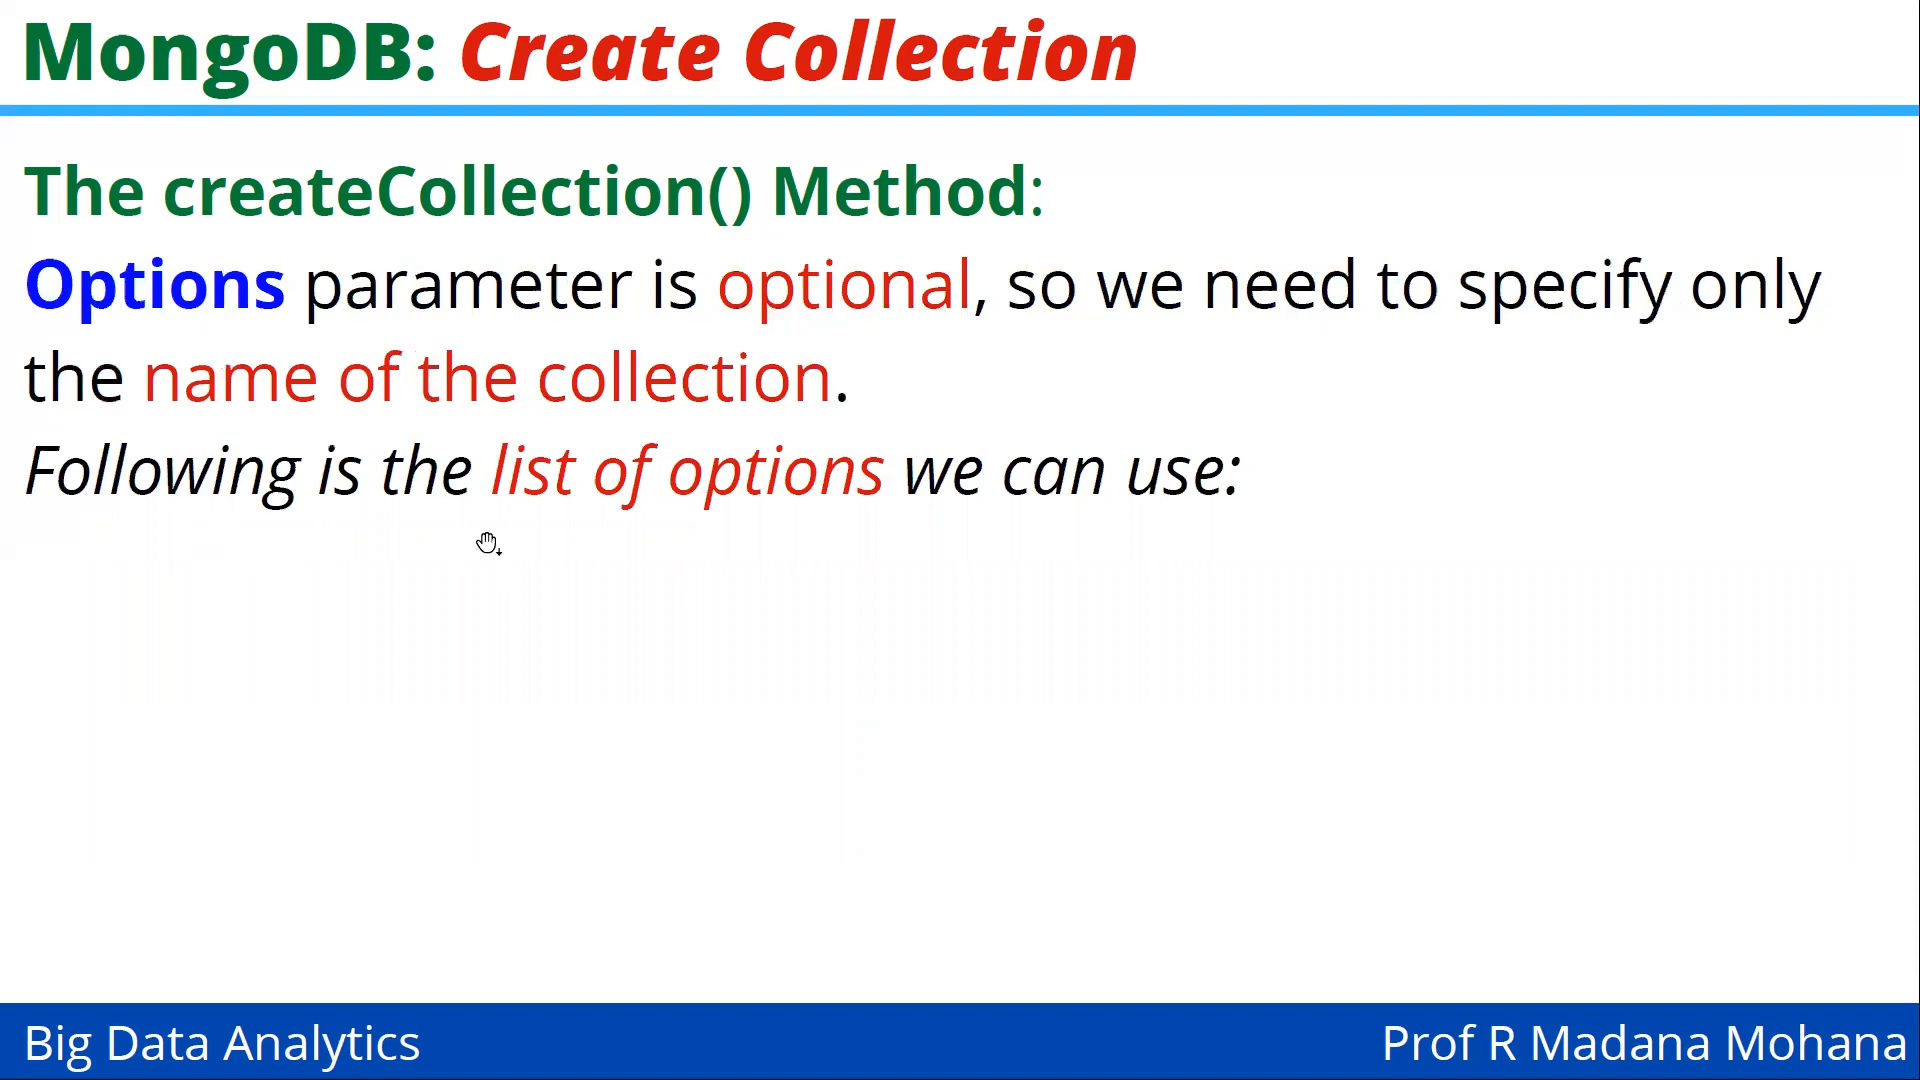 MongoDB: Create Collection
The createCollection() Method:
Options parameter is optional, so we need to specify only
the name of the collection.
Following is the list of options we can use:
Big Data Analytics
Prof R Madana Mohana